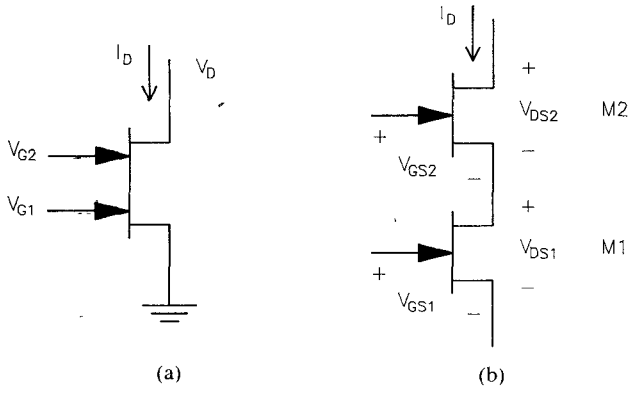 I_D
V_D
V_G2
V_G1
(a)
I_D
+
V_DS2
M2
+
−
V_GS2
−
+
V_DS1
M1
+
−
V_GS1
−
(b)